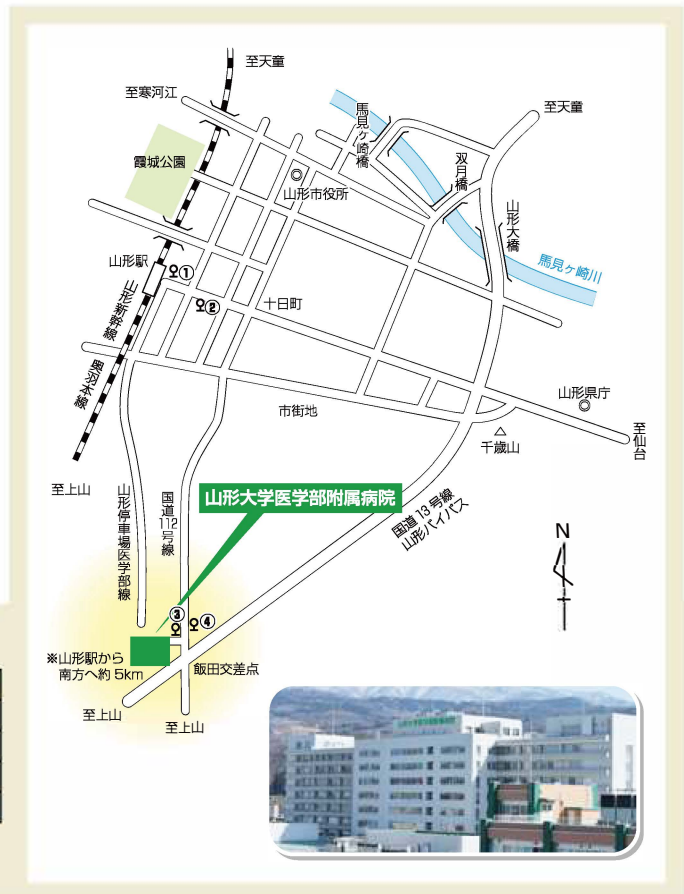 至天童
至寒河江
馬見ヶ崎橋
至天童
霞城公園
双月橋
山形市役所
山形大橋
馬見ヶ崎川
山形駅
①
②
十日町
山形新幹線
奥羽本線
山形県庁
市街地
至仙台
千歳山
至上山
山形停車場医学部線
国道112号線
山形大学医学部附属病院
国道13号線
山形バイパス
N
③
④
※山形駅から
南方へ約5km
飯田交差点
至上山
至上山